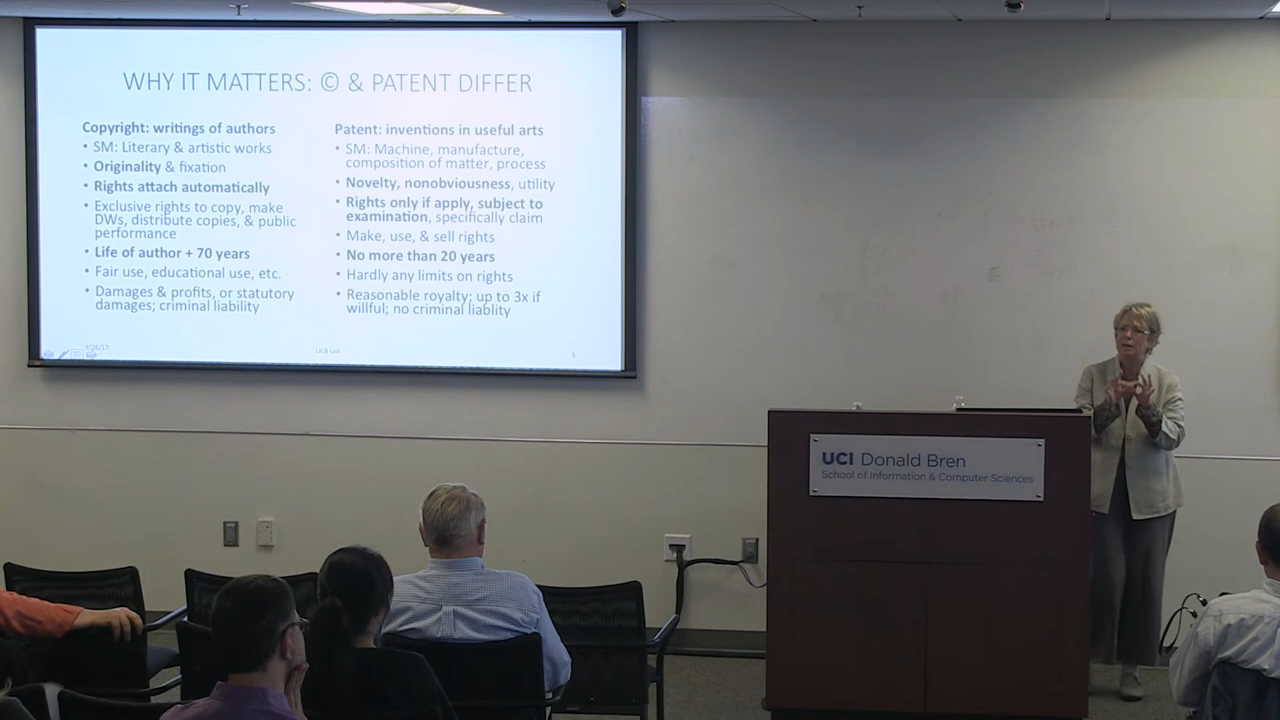 WHY IT MATTERS: © & PATENT DIFFER
Copyright: writings of authors
• SM: Literary & artistic works
• Originality & fixation
• Rights attach automatically
• Exclusive rights to copy, make
DWs, distribute copies, & public
performance
• Life of author + 70 years
• Fair use, educational use, etc.
• Damages & profits, or statutory
damages; criminal liability
Patent: inventions in useful arts
• SM: Machine, manufacture,
composition of matter, process
• Novelty, nonobviousness, utility
• Rights only if apply, subject to
examination, specifically claim
• Make, use, & sell rights
• No more than 20 years
• Hardly any limits on rights
• Reasonable royalty; up to 3x if
willful; no criminal liablity
9/26/17
5
UCI Donald Bren
School of Information & Computer Sciences